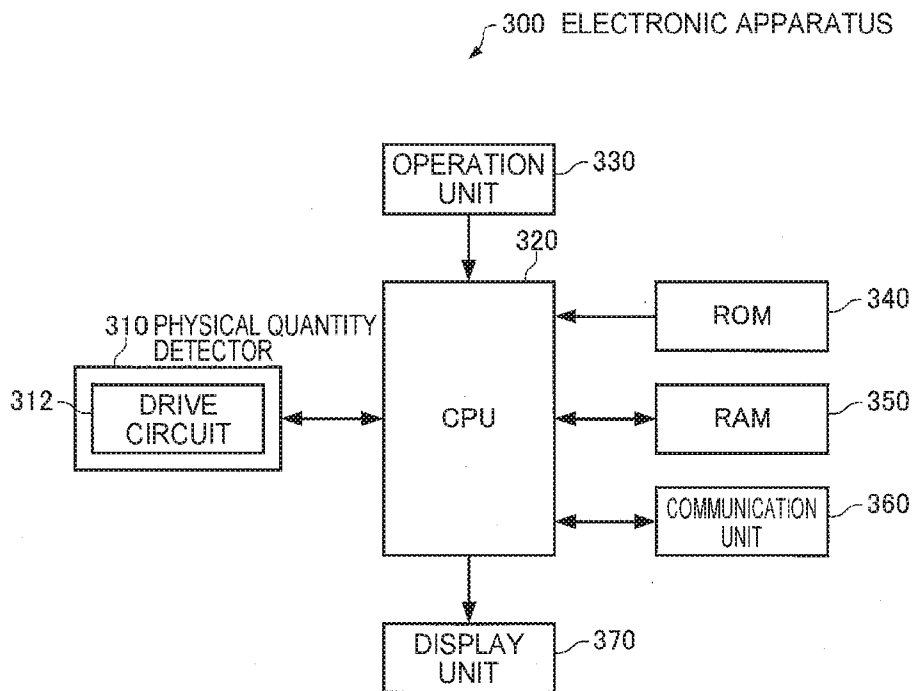 300 ELECTRONIC APPARATUS
OPERATION
UNIT
330
320
310 PHYSICAL QUANTITY
DETECTOR
312
DRIVE
CIRCUIT
CPU
ROM
340
RAM
350
COMMUNICATION
UNIT
360
DISPLAY
UNIT
370